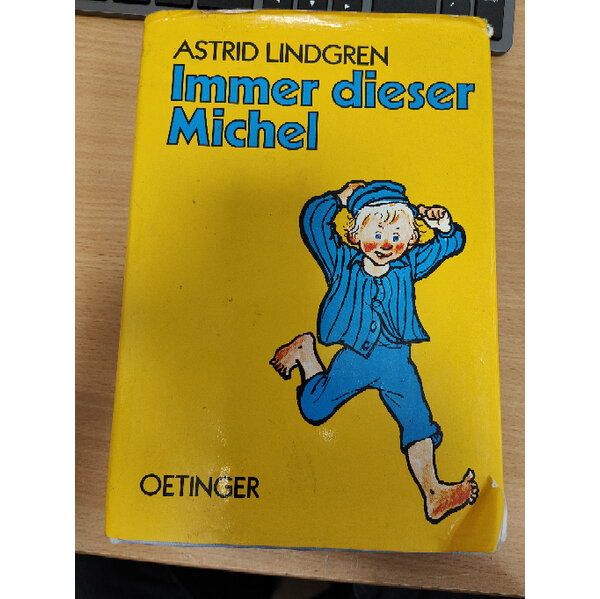 ASTRID LINDGREN
Immer dieser
Michel
OETINGER